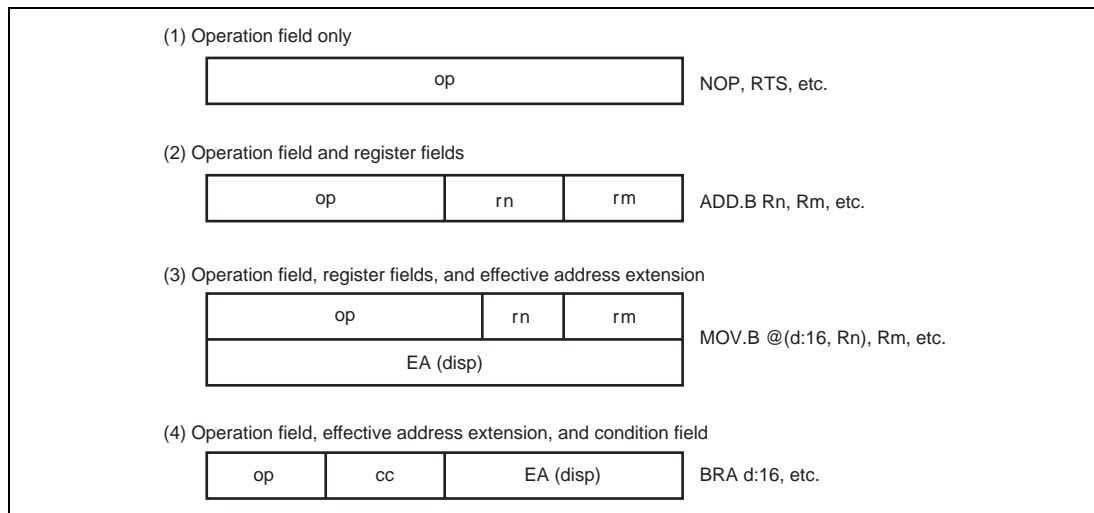 (1) Operation field only
op
NOP, RTS, etc.
(2) Operation field and register fields
op rn rm
ADD.B Rn, Rm, etc.
(3) Operation field, register fields, and effective address extension
op rn rm
MOV.B @(d:16, Rn), Rm, etc.
EA (disp)
(4) Operation field, effective address extension, and condition field
op cc EA (disp)
BRA d:16, etc.